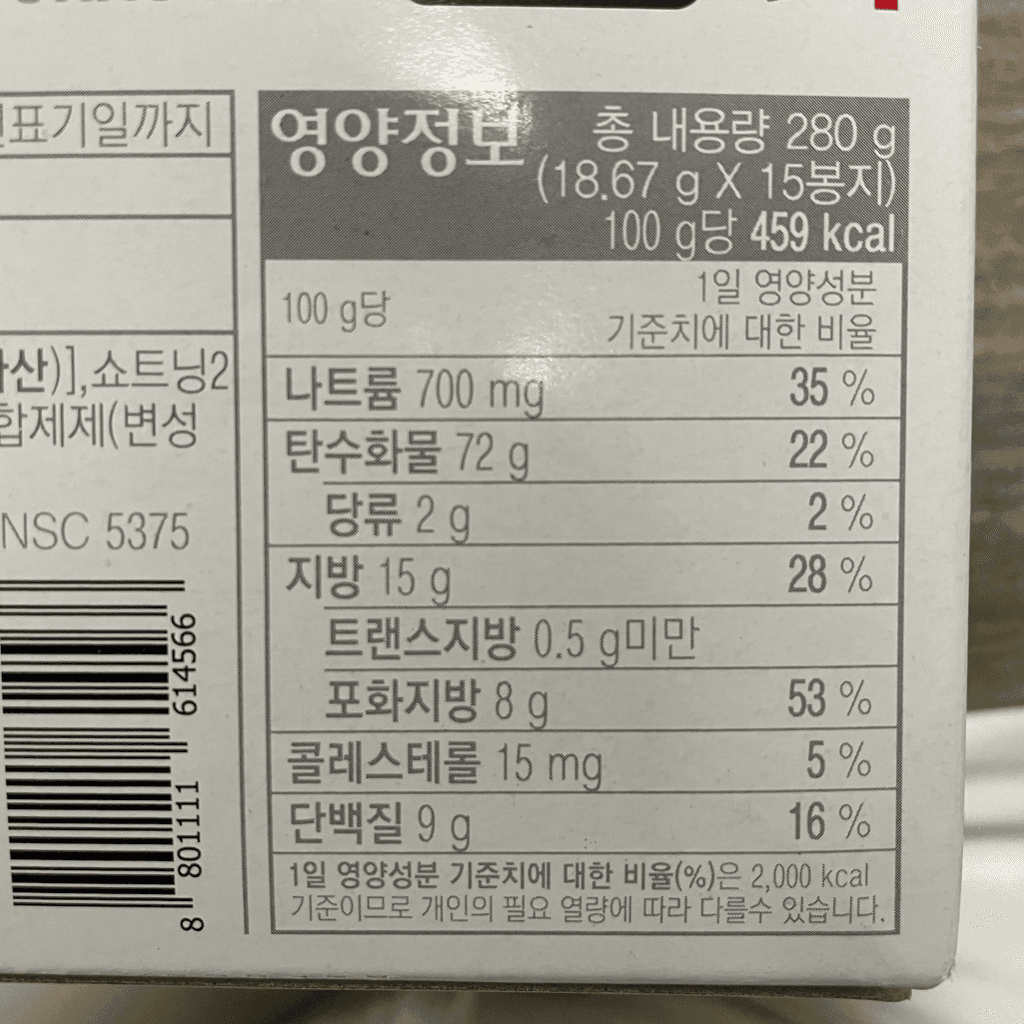 표기일까지
산)],쇼트닝2
합제제(변성
NSC 5375
8 801111 614566
영양정보
총 내용량 280 g
(18.67 g X 15봉지)
100 g당 459 kcal
100 g당
1일 영양성분
기준치에 대한 비율
나트륨 700 mg 35 %
탄수화물 72 g 22 %
당류 2 g 2 %
지방 15 g 28 %
트랜스지방 0.5 g미만
포화지방 8 g 53 %
콜레스테롤 15 mg 5 %
단백질 9 g 16 %
1일 영양성분 기준치에 대한 비율(%)은 2,000 kcal
기준이므로 개인의 필요 열량에 따라 다를수 있습니다.